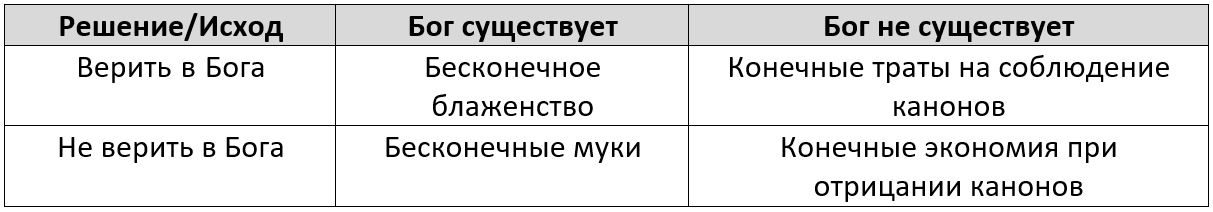 Решение/Исход Бог существует Бог не существует
Верить в Бога Бесконечное блаженство Конечные траты на соблюдение канонов
Не верить в Бога Бесконечные муки Конечные экономия при отрицании канонов